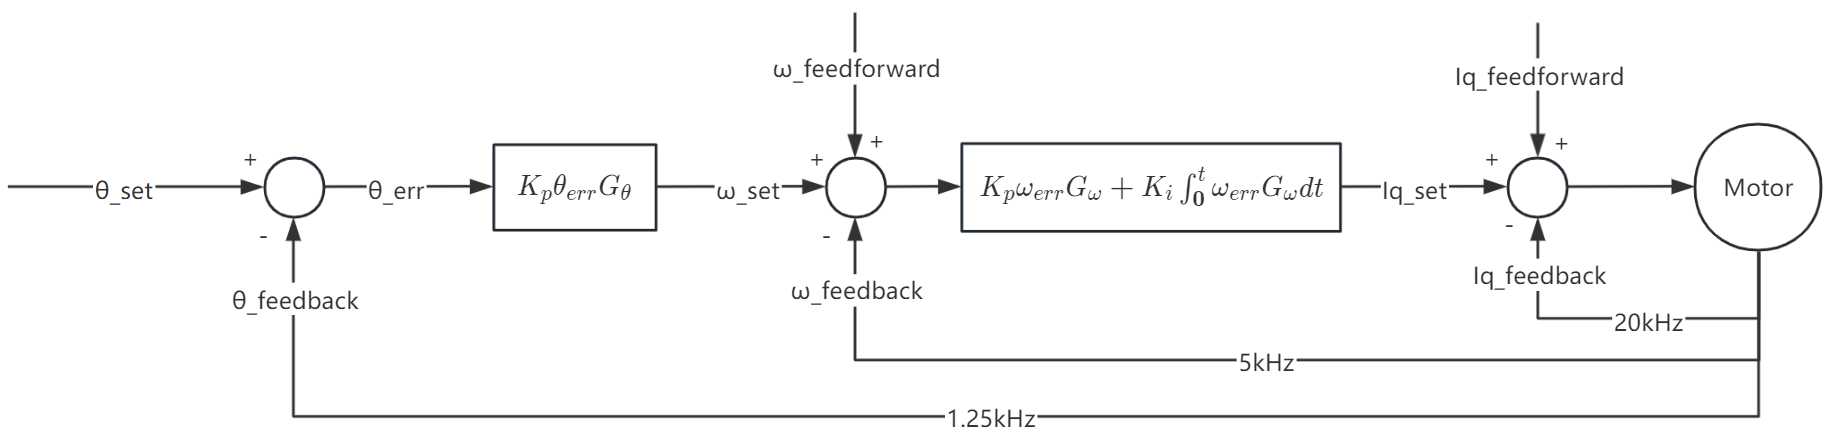 ω_feedforward
Iq_feedforward
+
+
+
+
+
θ_set
θ_err
$K_p\theta_{err}G_\theta$
ω_set
$K_p\omega_{err}G_\omega + K_i\int_0^t \omega_{err}G_\omega dt$
Iq_set
Motor
-
-
-
θ_feedback
ω_feedback
Iq_feedback
20kHz
5kHz
1.25kHz